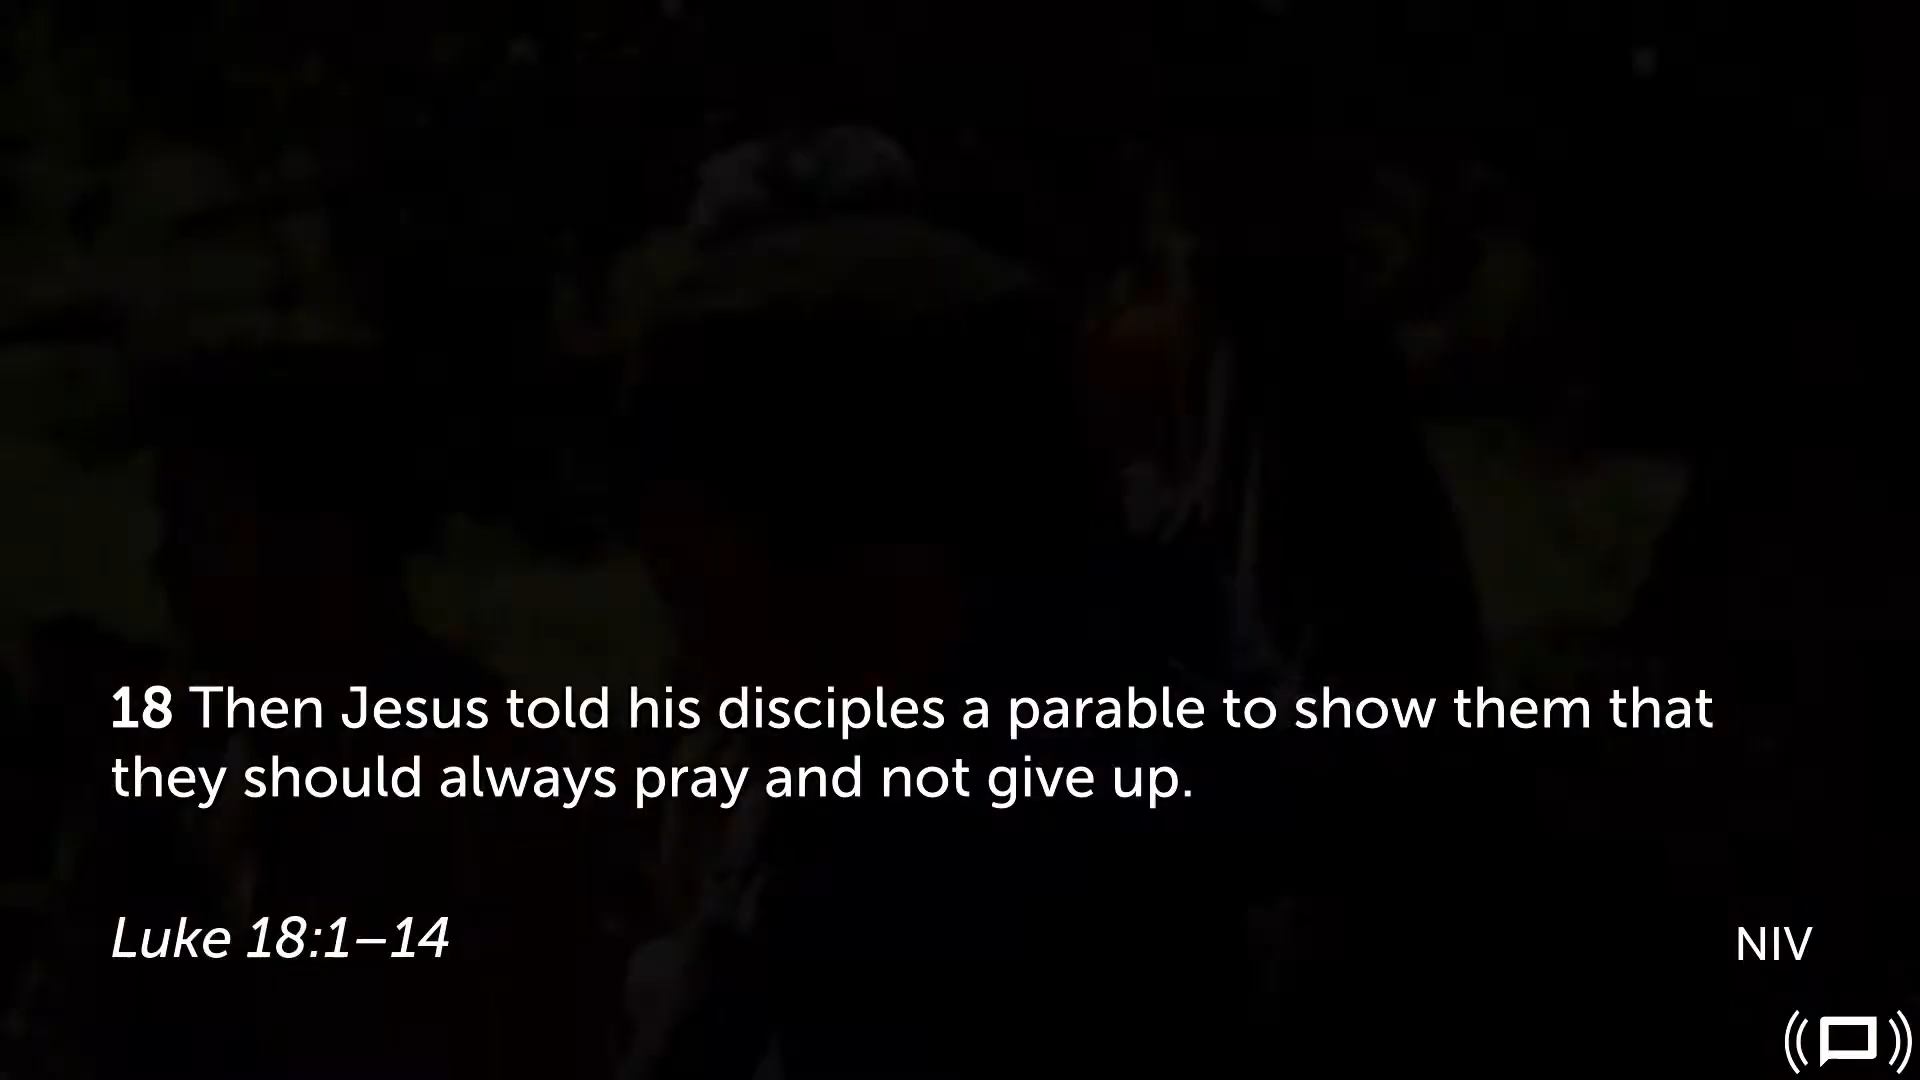 18 Then Jesus told his disciples a parable to show them that
they should always pray and not give up.
Luke 18:1–14
NIV